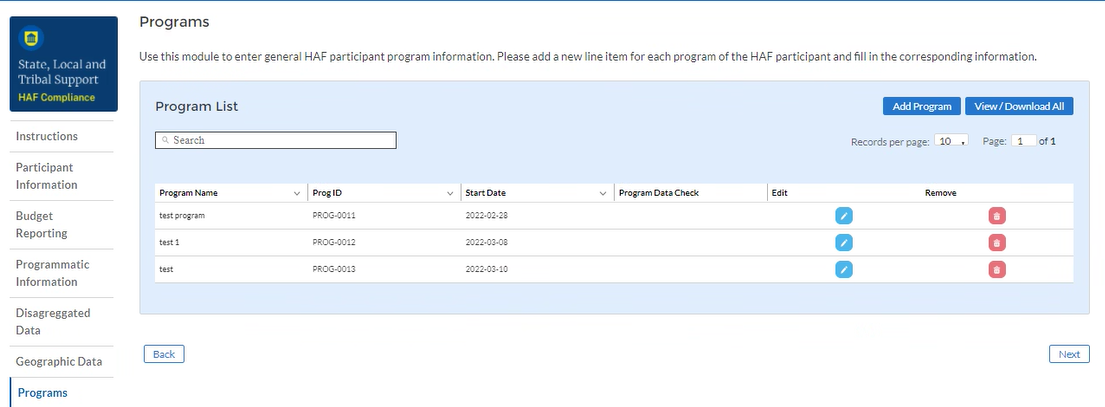 Programs
State, Local and
Tribal Support
HAF Compliance
Use this module to enter general HAF participant program information. Please add a new line item for each program of the HAF participant and fill in the corresponding information.
Program List
Add Program
View / Download All
Search
Records per page: 10
Page: 1 of 1
Instructions
Participant
Information
Budget
Reporting
Programmatic
Information
Disagreggated
Data
Geographic Data
Programs
Program Name Prog ID Start Date Program Data Check Edit Remove
test program PROG-0011 2022-02-28
test 1 PROG-0012 2022-03-08
test PROG-0013 2022-03-10
Back
Next